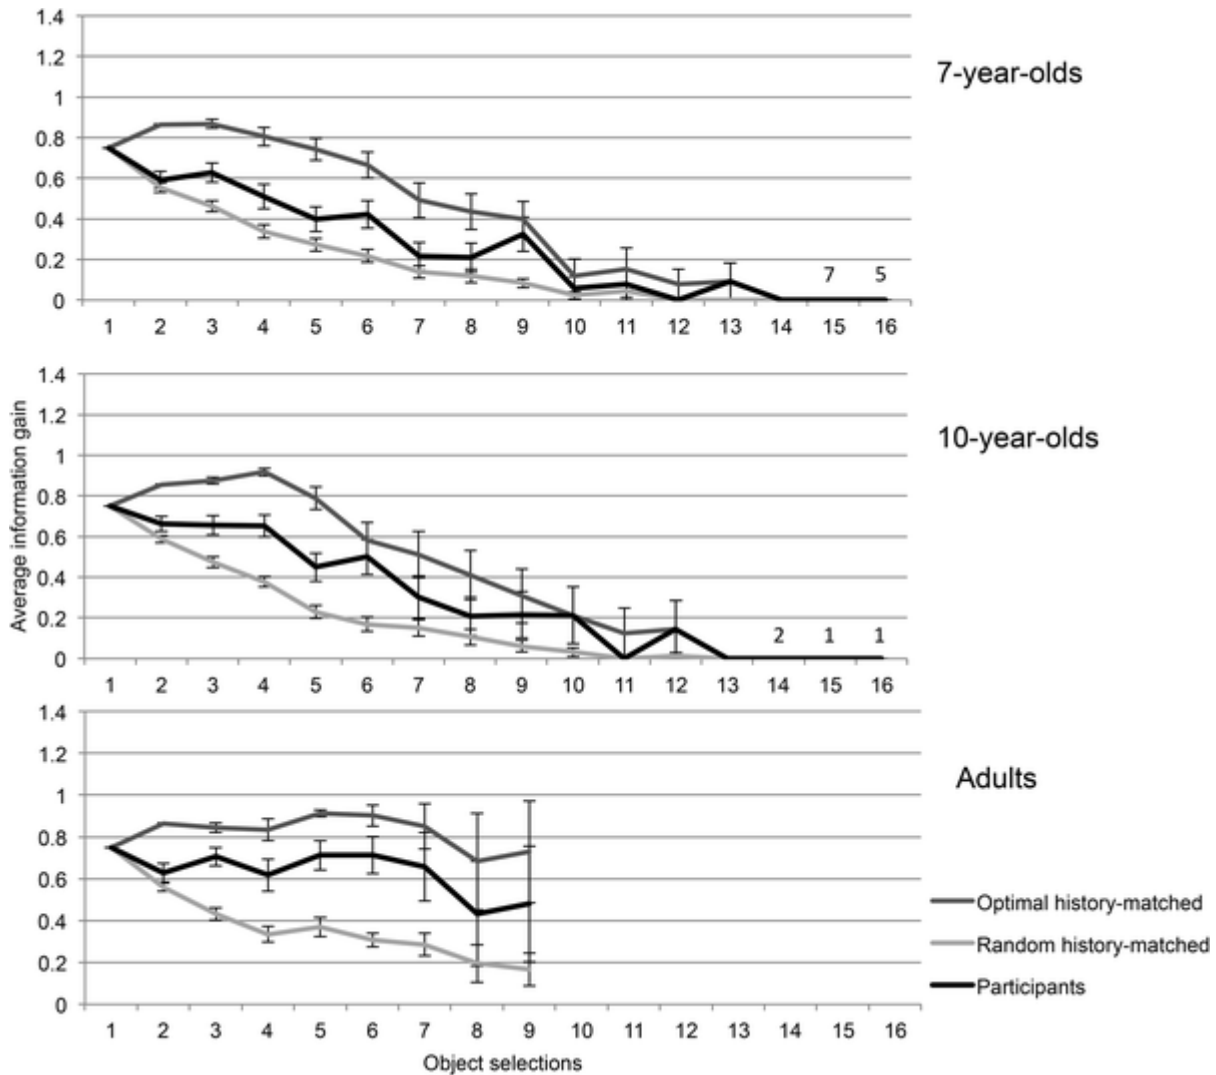 1.4
1.2
1
0.8
0.6
0.4
0.2
0
7-year-olds
7 5
1 2 3 4 5 6 7 8 9 10 11 12 13 14 15 16
1.4
1.2
1
0.8
0.6
0.4
0.2
0
Average information gain
10-year-olds
2 1 1
1 2 3 4 5 6 7 8 9 10 11 12 13 14 15 16
1.4
1.2
1
0.8
0.6
0.4
0.2
0
Adults
Optimal history-matched
Random history-matched
Participants
1 2 3 4 5 6 7 8 9 10 11 12 13 14 15 16
Object selections